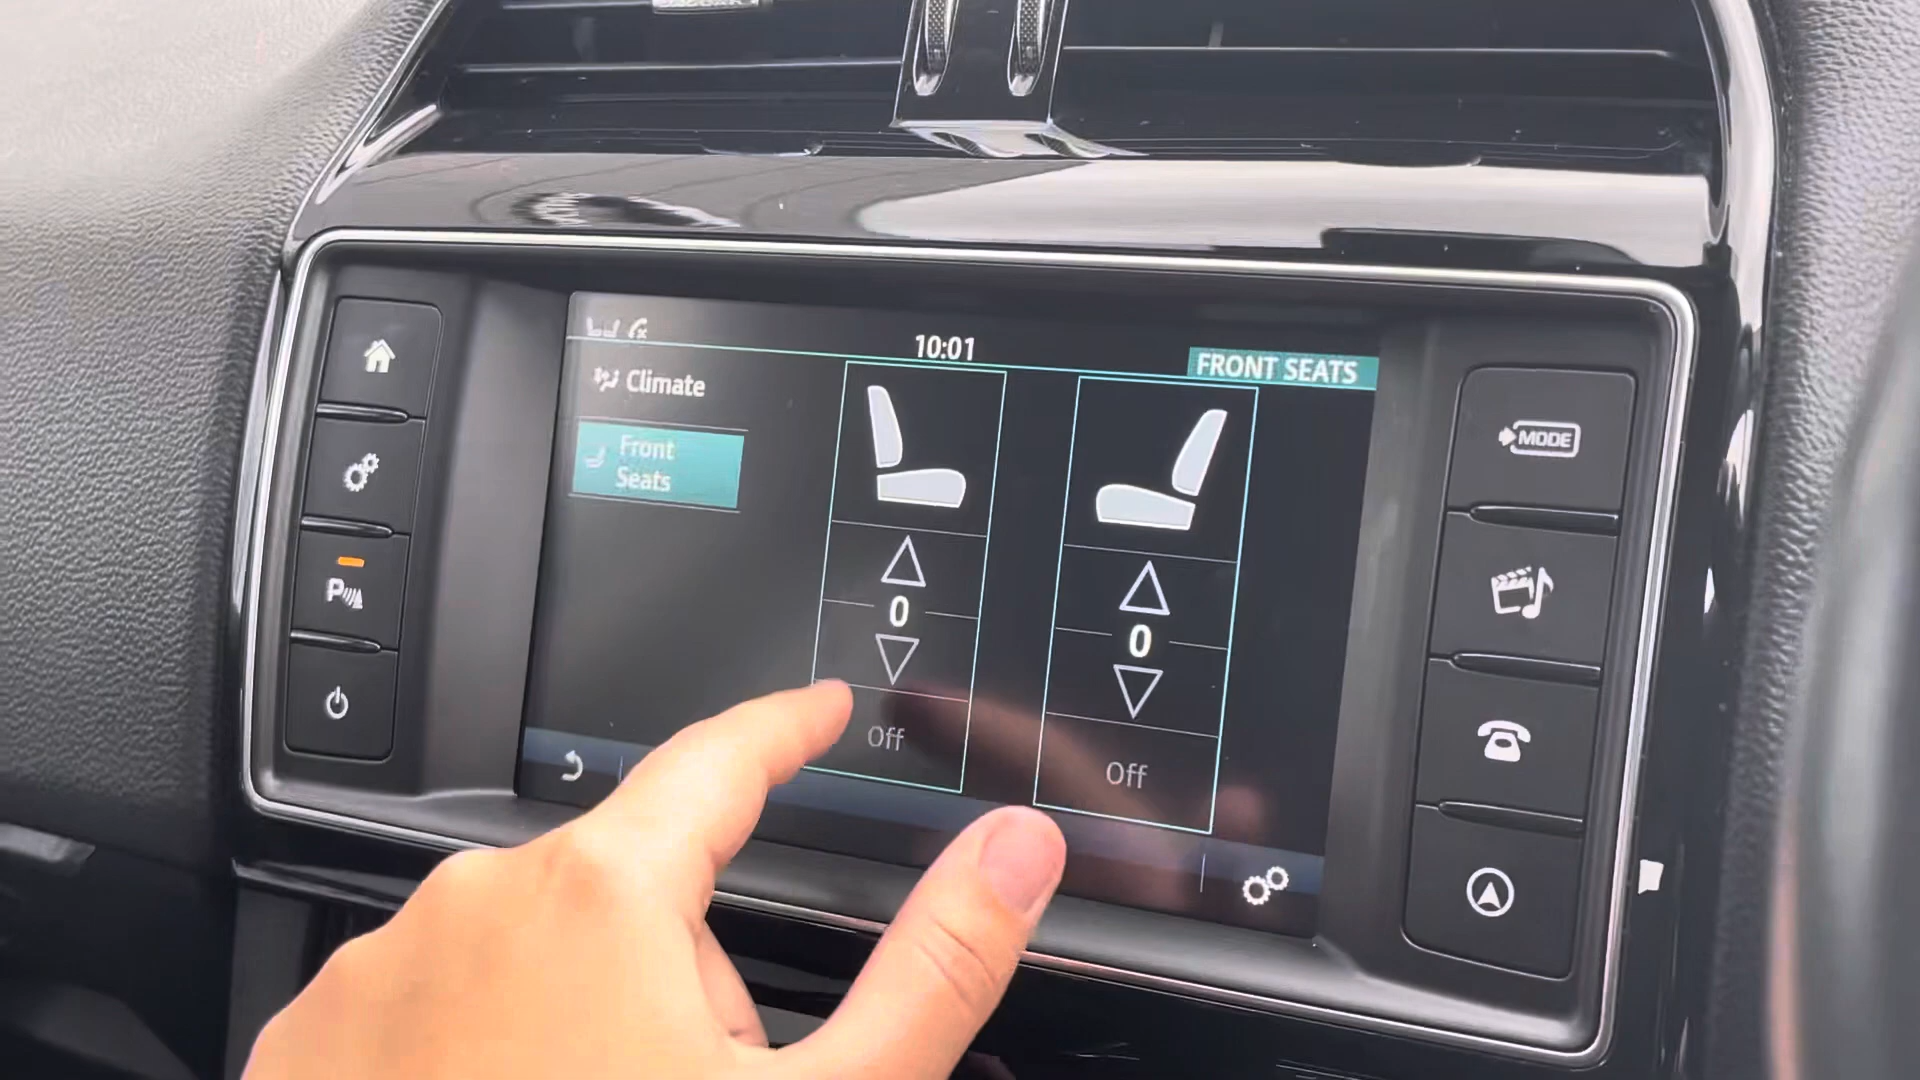 10:01
FRONT SEATS
Climate
Front
Seats
0
0
Off
Off
MODE
P